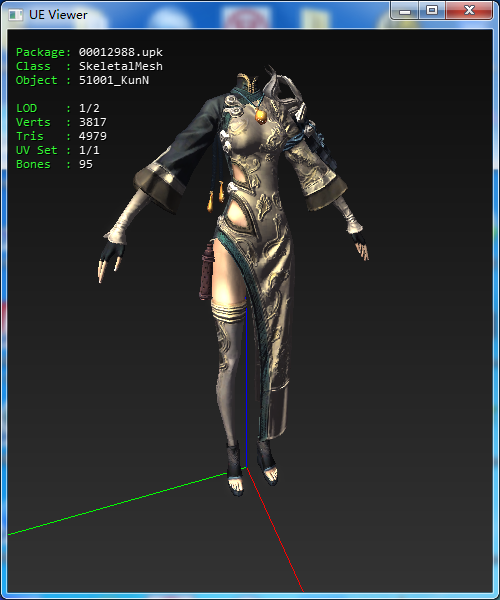 UE Viewer
Package: 00012988.upk
Class : SkeletalMesh
Object : 51001_KunN
LOD : 1/2
Verts : 3817
Tris : 4979
UV Set : 1/1
Bones : 95